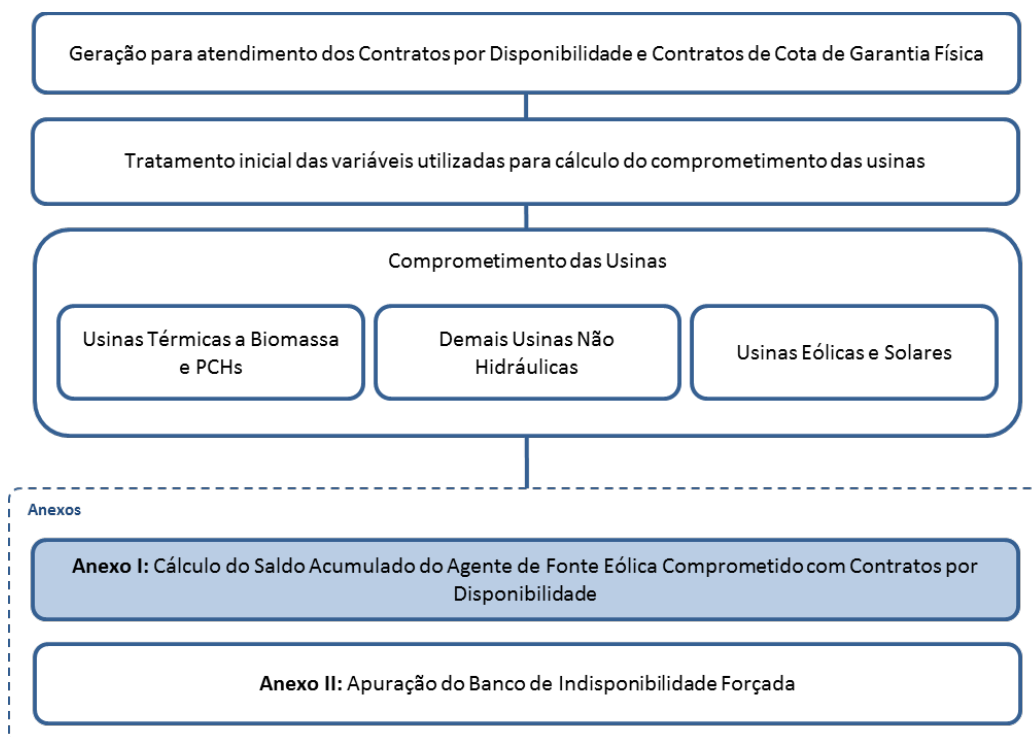 Geração para atendimento dos Contratos por Disponibilidade e Contratos de Cota de Garantia Física
Tratamento inicial das variáveis utilizadas para cálculo do comprometimento das usinas
Comprometimento das Usinas
Usinas Térmicas a Biomassa
e PCHs
Demais Usinas Não
Hidráulicas
Usinas Eólicas e Solares
Anexos
Anexo I: Cálculo do Saldo Acumulado do Agente de Fonte Eólica Comprometido com Contratos por
Disponibilidade
Anexo II: Apuração do Banco de Indisponibilidade Forçada